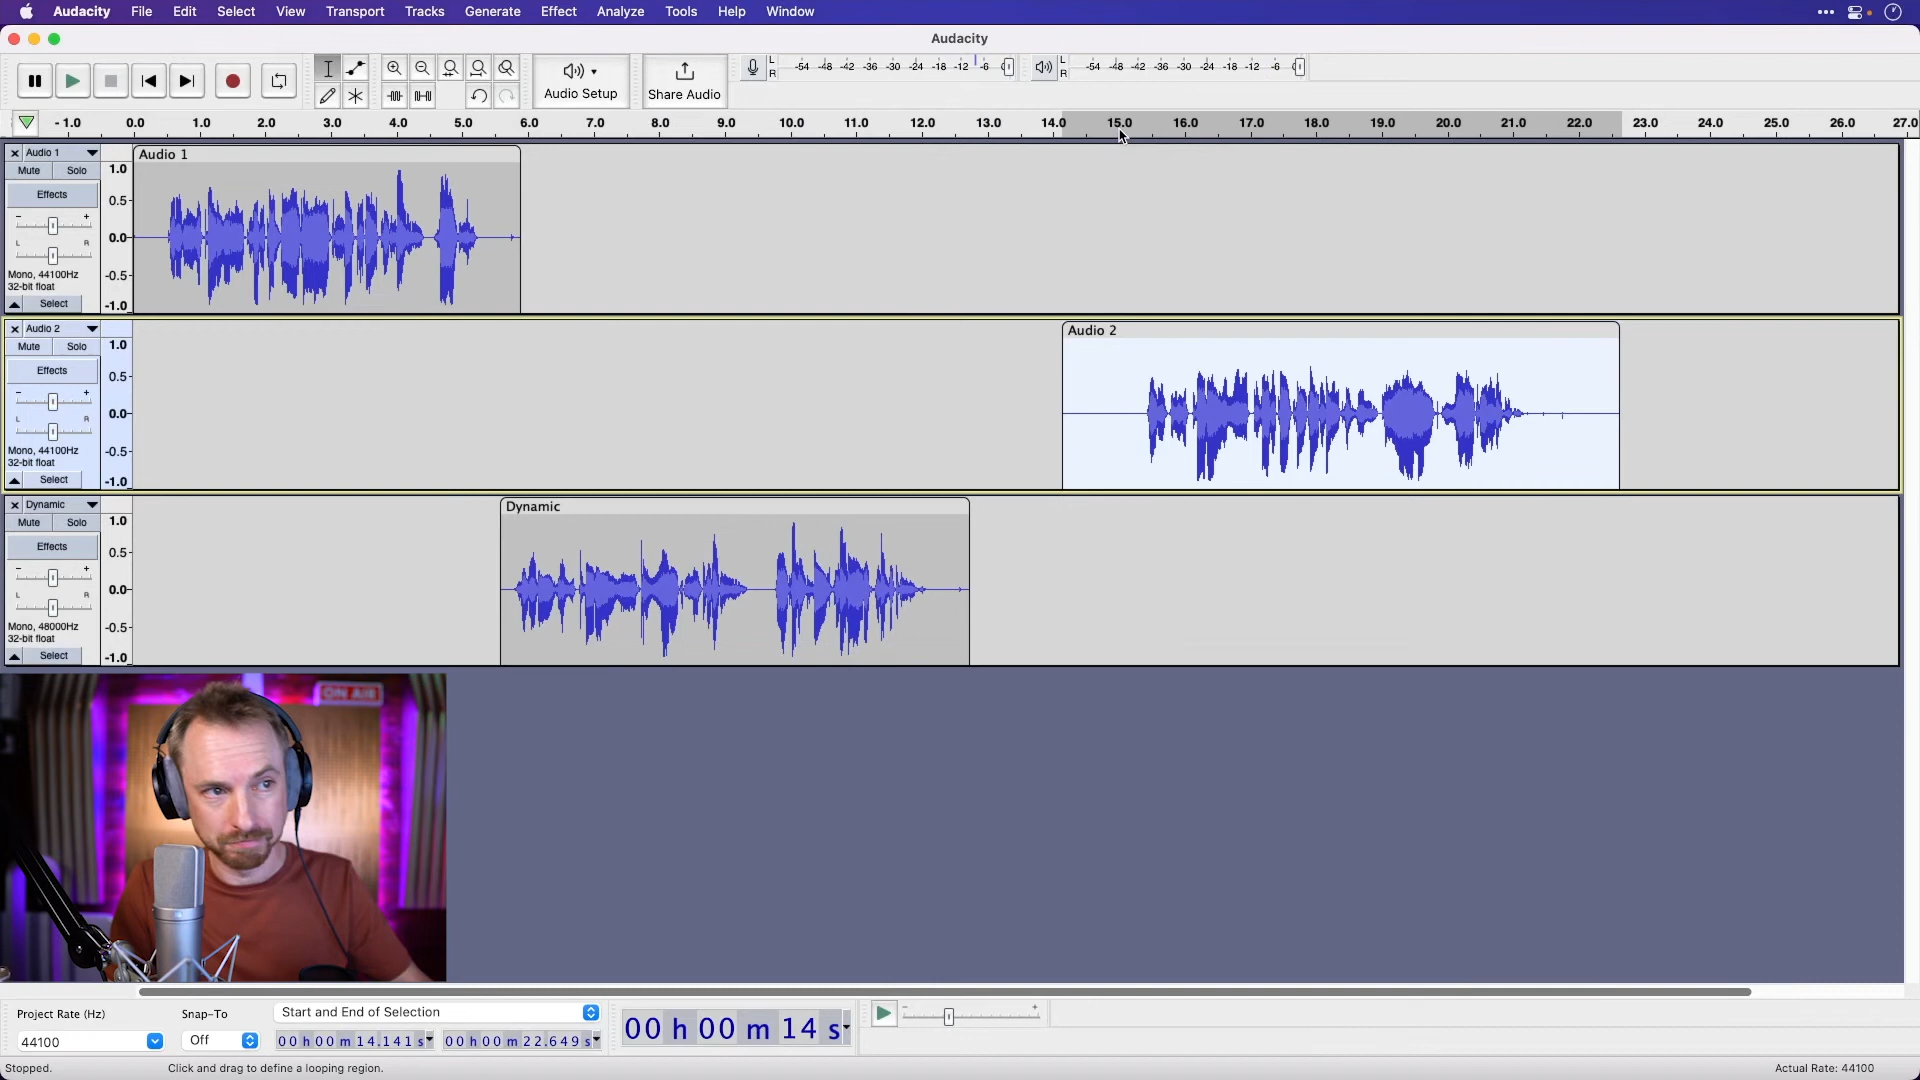 Audacity File Edit Select View Transport Tracks Generate Effect Analyze Tools Help Window
Audacity
L
R
-54 -48 -42 -36 -30 -24 -18 -12 -6 0
L
R
-54 -48 -42 -36 -30 -24 -18 -12 -6 0
Audio Setup
Share Audio
-1.0 0.0 1.0 2.0 3.0 4.0 5.0 6.0 7.0 8.0 9.0 10.0 11.0 12.0 13.0 14.0 15.0 16.0 17.0 18.0 19.0 20.0 21.0 22.0 23.0 24.0 25.0 26.0 27.0
Audio 1
Mute Solo
Effects
- +
L R
Mono, 44100Hz
32-bit float
Select
1.0
0.5
0.0
-0.5
-1.0
Audio 1
Audio 2
Mute Solo
Effects
- +
L R
Mono, 44100Hz
32-bit float
Select
1.0
0.5
0.0
-0.5
-1.0
Audio 2
Dynamic
Mute Solo
Effects
- +
L R
Mono, 48000Hz
32-bit float
Select
1.0
0.5
0.0
-0.5
-1.0
Dynamic
ON AIR
Project Rate (Hz)
44100
Snap-To
Off
Start and End of Selection
00 h 00 m 14.141 s
00 h 00 m 22.649 s
00 h 00 m 14 s
- +
Stopped.
Click and drag to define a looping region.
Actual Rate: 44100